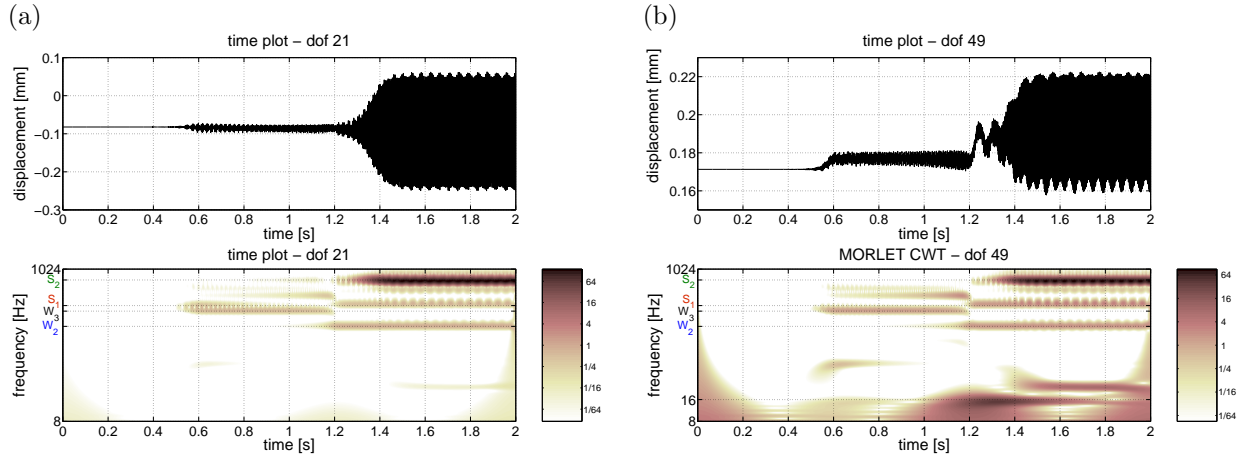 (a)
time plot – dof 21
displacement [mm]
0.1
0
−0.1
−0.2
−0.3
0 0.2 0.4 0.6 0.8 1 1.2 1.4 1.6 1.8 2
time [s]
time plot – dof 21
frequency [Hz]
1024
S2
S1
W3
W2
8
0 0.2 0.4 0.6 0.8 1 1.2 1.4 1.6 1.8 2
time [s]
64
16
4
1
1/4
1/16
1/64
(b)
time plot – dof 49
displacement [mm]
0.22
0.2
0.18
0.16
0 0.2 0.4 0.6 0.8 1 1.2 1.4 1.6 1.8 2
time [s]
MORLET CWT – dof 49
frequency [Hz]
1024
S2
S1
W3
W2
16
8
0 0.2 0.4 0.6 0.8 1 1.2 1.4 1.6 1.8 2
time [s]
64
16
4
1
1/4
1/16
1/64